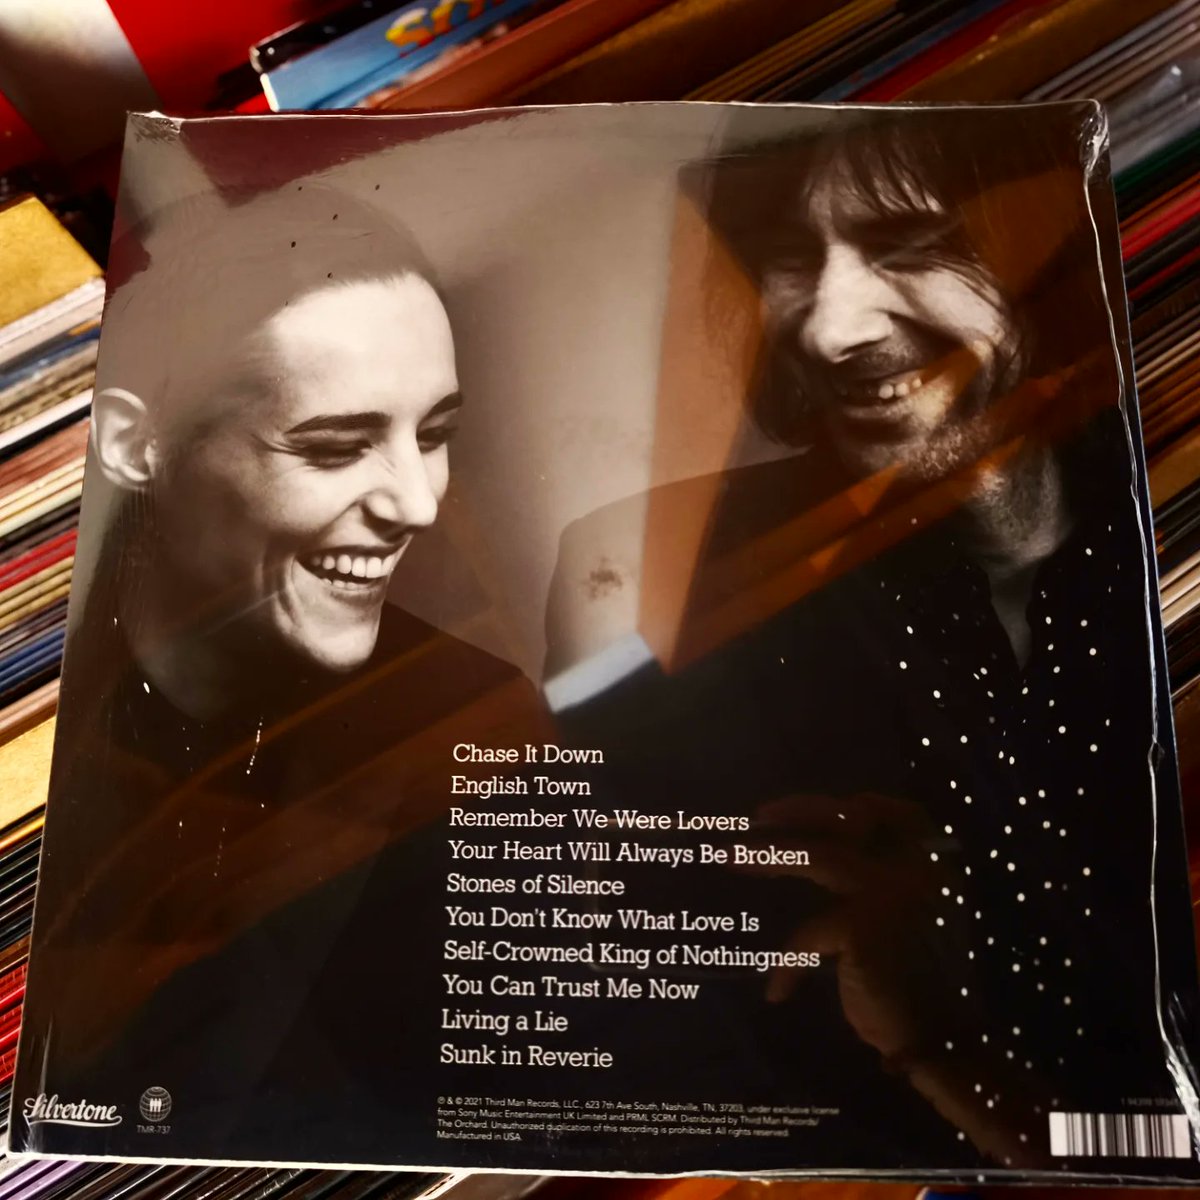 Chase It Down
English Town
Remember We Were Lovers
Your Heart Will Always Be Broken
Stones of Silence
You Don't Know What Love Is
Self-Crowned King of Nothingness
You Can Trust Me Now
Living a Lie
Sunk in Reverie
Silvertone
TMR-737
℗ & © 2021 Third Man Records, LLC., 623 7th Ave South, Nashville, TN, 37203, under exclusive license
from Sony Music Entertainment UK Limited and PRML SCRM. Distributed by Third Man Records/
The Orchard. Unauthorized duplication of this recording is prohibited. All rights reserved.
Manufactured in USA